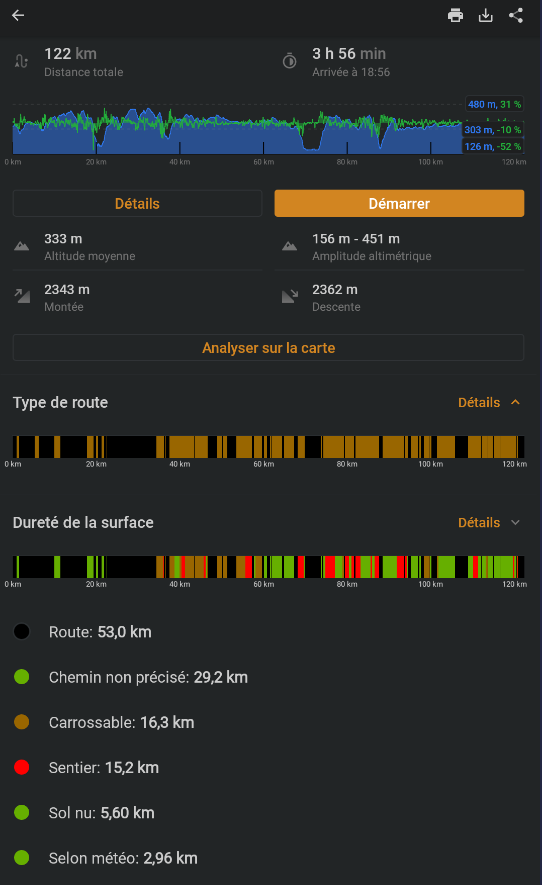 122 km
Distance totale
3 h 56 min
Arrivée à 18:56
480 m, 31 %
303 m, -10 %
126 m, -52 %
0 km 20 km 40 km 60 km 80 km 100 km 120 km
Détails
Démarrer
333 m
Altitude moyenne
156 m - 451 m
Amplitude altimétrique
2343 m
Montée
2362 m
Descente
Analyser sur la carte
Type de route
Détails
0 km 20 km 40 km 60 km 80 km 100 km 120 km
Dureté de la surface
Détails
0 km 20 km 40 km 60 km 80 km 100 km 120 km
Route: 53,0 km
Chemin non précisé: 29,2 km
Carrossable: 16,3 km
Sentier: 15,2 km
Sol nu: 5,60 km
Selon météo: 2,96 km